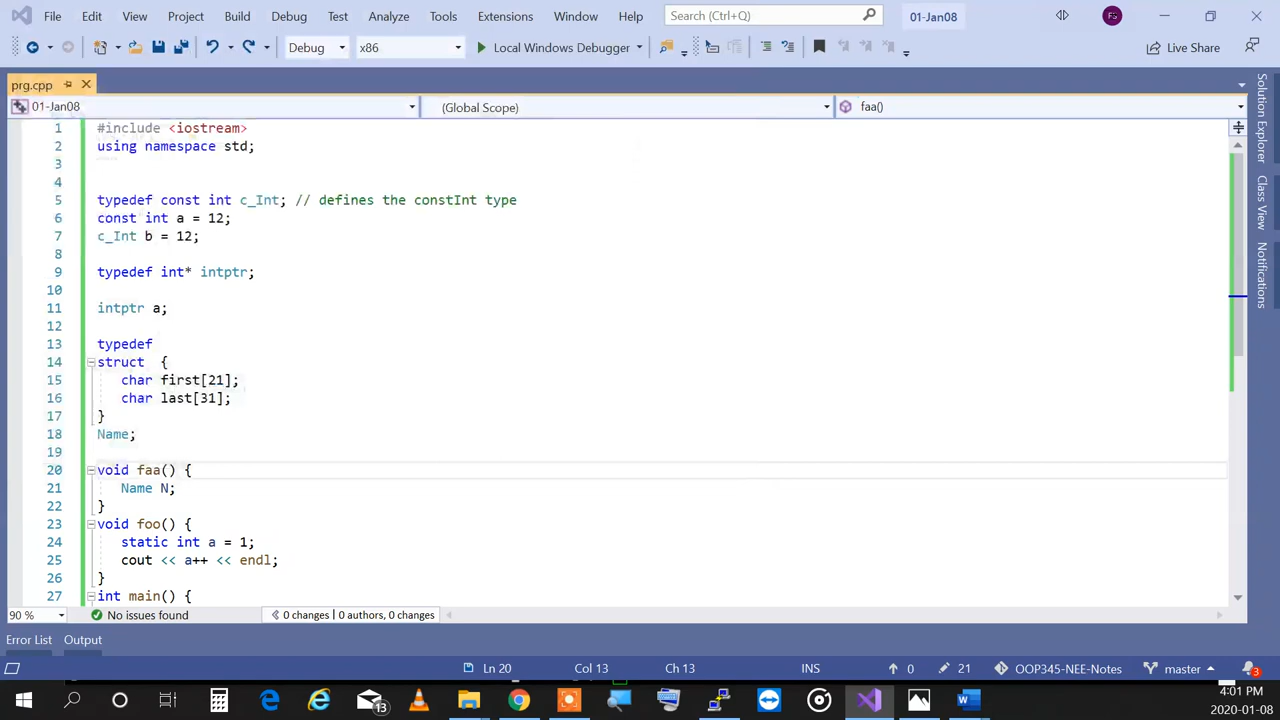 File Edit View Project Build Debug Test Analyze Tools Extensions Window Help Search (Ctrl+Q) 01-Jan08 FS
Debug x86 Local Windows Debugger Live Share
prg.cpp
01-Jan08 (Global Scope) faa()
1 #include <iostream>
2 using namespace std;
3
4
5 typedef const int c_Int; // defines the constInt type
6 const int a = 12;
7 c_Int b = 12;
8
9 typedef int* intptr;
10
11 intptr a;
12
13 typedef
14 struct {
15 char first[21];
16 char last[31];
17 }
18 Name;
19
20 void faa() {
21 Name N;
22 }
23 void foo() {
24 static int a = 1;
25 cout << a++ << endl;
26 }
27 int main() {
Solution Explorer
Class View
Notifications
90 % No issues found 0 changes | 0 authors, 0 changes
Error List Output
Ln 20 Col 13 Ch 13 INS 0 21 OOP345-NEE-Notes master 3
13
4:01 PM
2020-01-08